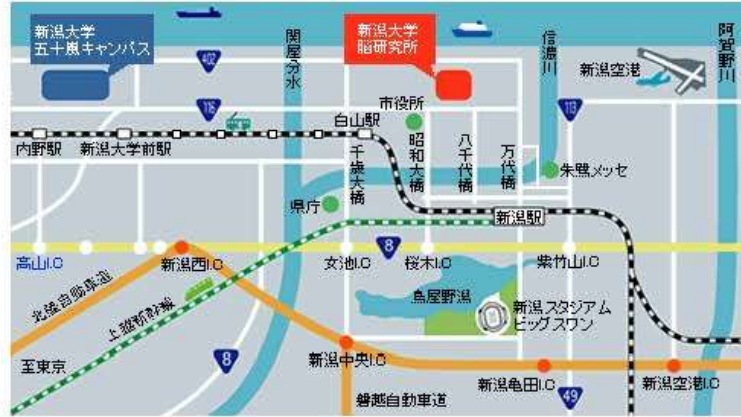 新潟大学
五十嵐キャンパス
新潟大学
脳研究所
関屋分水
信濃川
阿賀野川
402
116
113
新潟空港
市役所
白山駅
内野駅
新潟大学前駅
千歳大橋
昭和大橋
八千代橋
万代橋
朱鷺メッセ
県庁
新潟駅
8
高山I.C
新潟西I.C
女池I.C
桜木I.C
紫竹山I.C
北陸自動車道
上越新幹線
鳥屋野潟
新潟スタジアム
ビッグスワン
至東京
8
新潟中央I.C
新潟亀田I.C
新潟空港I.C
磐越自動車道
49